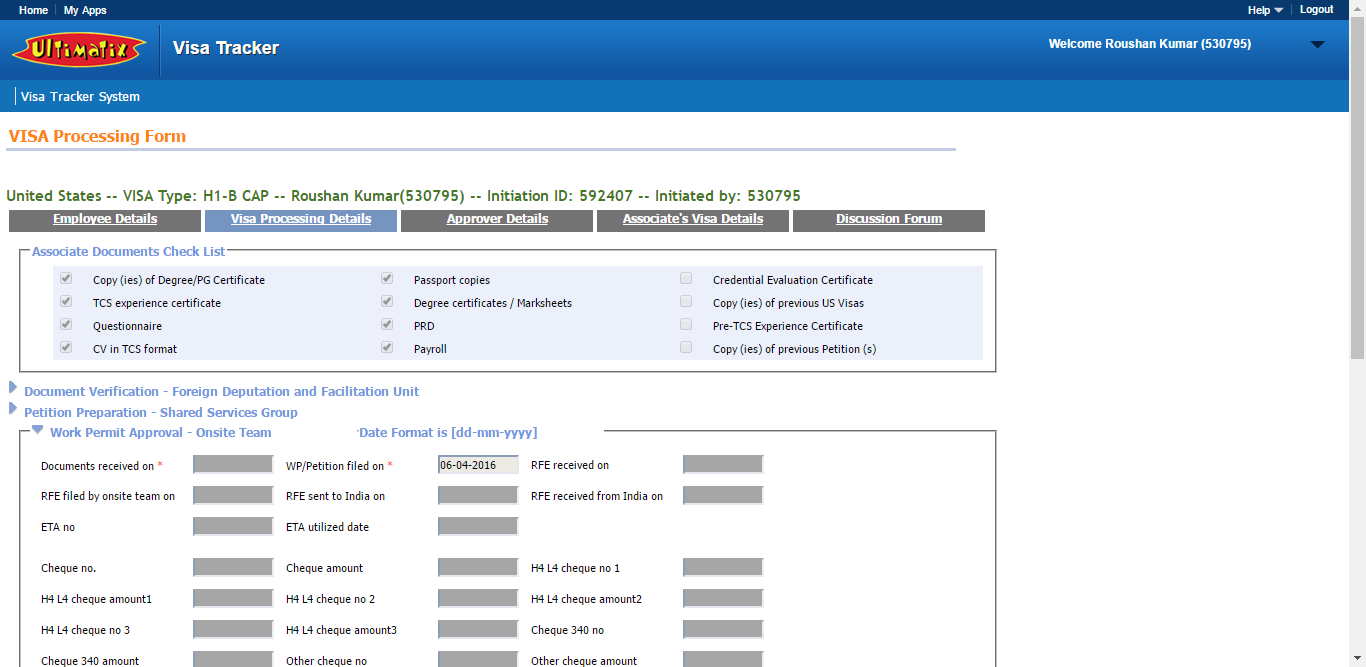 Home My Apps Help Logout
Ultimatix Visa Tracker Welcome Roushan Kumar (530795)
Visa Tracker System
VISA Processing Form
United States -- VISA Type: H1-B CAP -- Roushan Kumar(530795) -- Initiation ID: 592407 -- Initiated by: 530795
Employee Details Visa Processing Details Approver Details Associate's Visa Details Discussion Forum
Associate Documents Check List
Copy (ies) of Degree/PG Certificate Passport copies Credential Evaluation Certificate
TCS experience certificate Degree certificates / Marksheets Copy (ies) of previous US Visas
Questionnaire PRD Pre-TCS Experience Certificate
CV in TCS format Payroll Copy (ies) of previous Petition (s)
Document Verification - Foreign Deputation and Facilitation Unit
Petition Preparation - Shared Services Group
Work Permit Approval - Onsite Team 'Date Format is [dd-mm-yyyy]
Documents received on * WP/Petition filed on * 06-04-2016 RFE received on
RFE filed by onsite team on RFE sent to India on RFE received from India on
ETA no ETA utilized date
Cheque no. Cheque amount H4 L4 cheque no 1
H4 L4 cheque amount1 H4 L4 cheque no 2 H4 L4 cheque amount2
H4 L4 cheque no 3 H4 L4 cheque amount3 Cheque 340 no
Cheque 340 amount Other cheque no Other cheque amount